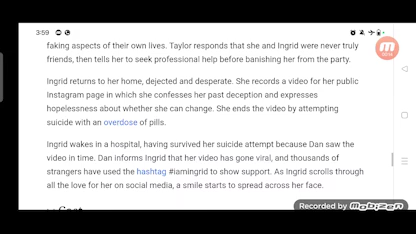 3:59
faking aspects of their own lives. Taylor responds that she and Ingrid were never truly
friends, then tells her to seek professional help before banishing her from the party.
Ingrid returns to her home, dejected and desperate. She records a video for her public
Instagram page in which she confesses her past deception and expresses
hopelessness about whether she can change. She ends the video by attempting
suicide with an overdose of pills.
Ingrid wakes in a hospital, having survived her suicide attempt because Dan saw the
video in time. Dan informs Ingrid that her video has gone viral, and thousands of
strangers have used the hashtag #iamingrid to show support. As Ingrid scrolls through
all the love for her on social media, a smile starts to spread across her face.
Recorded by Mobizen